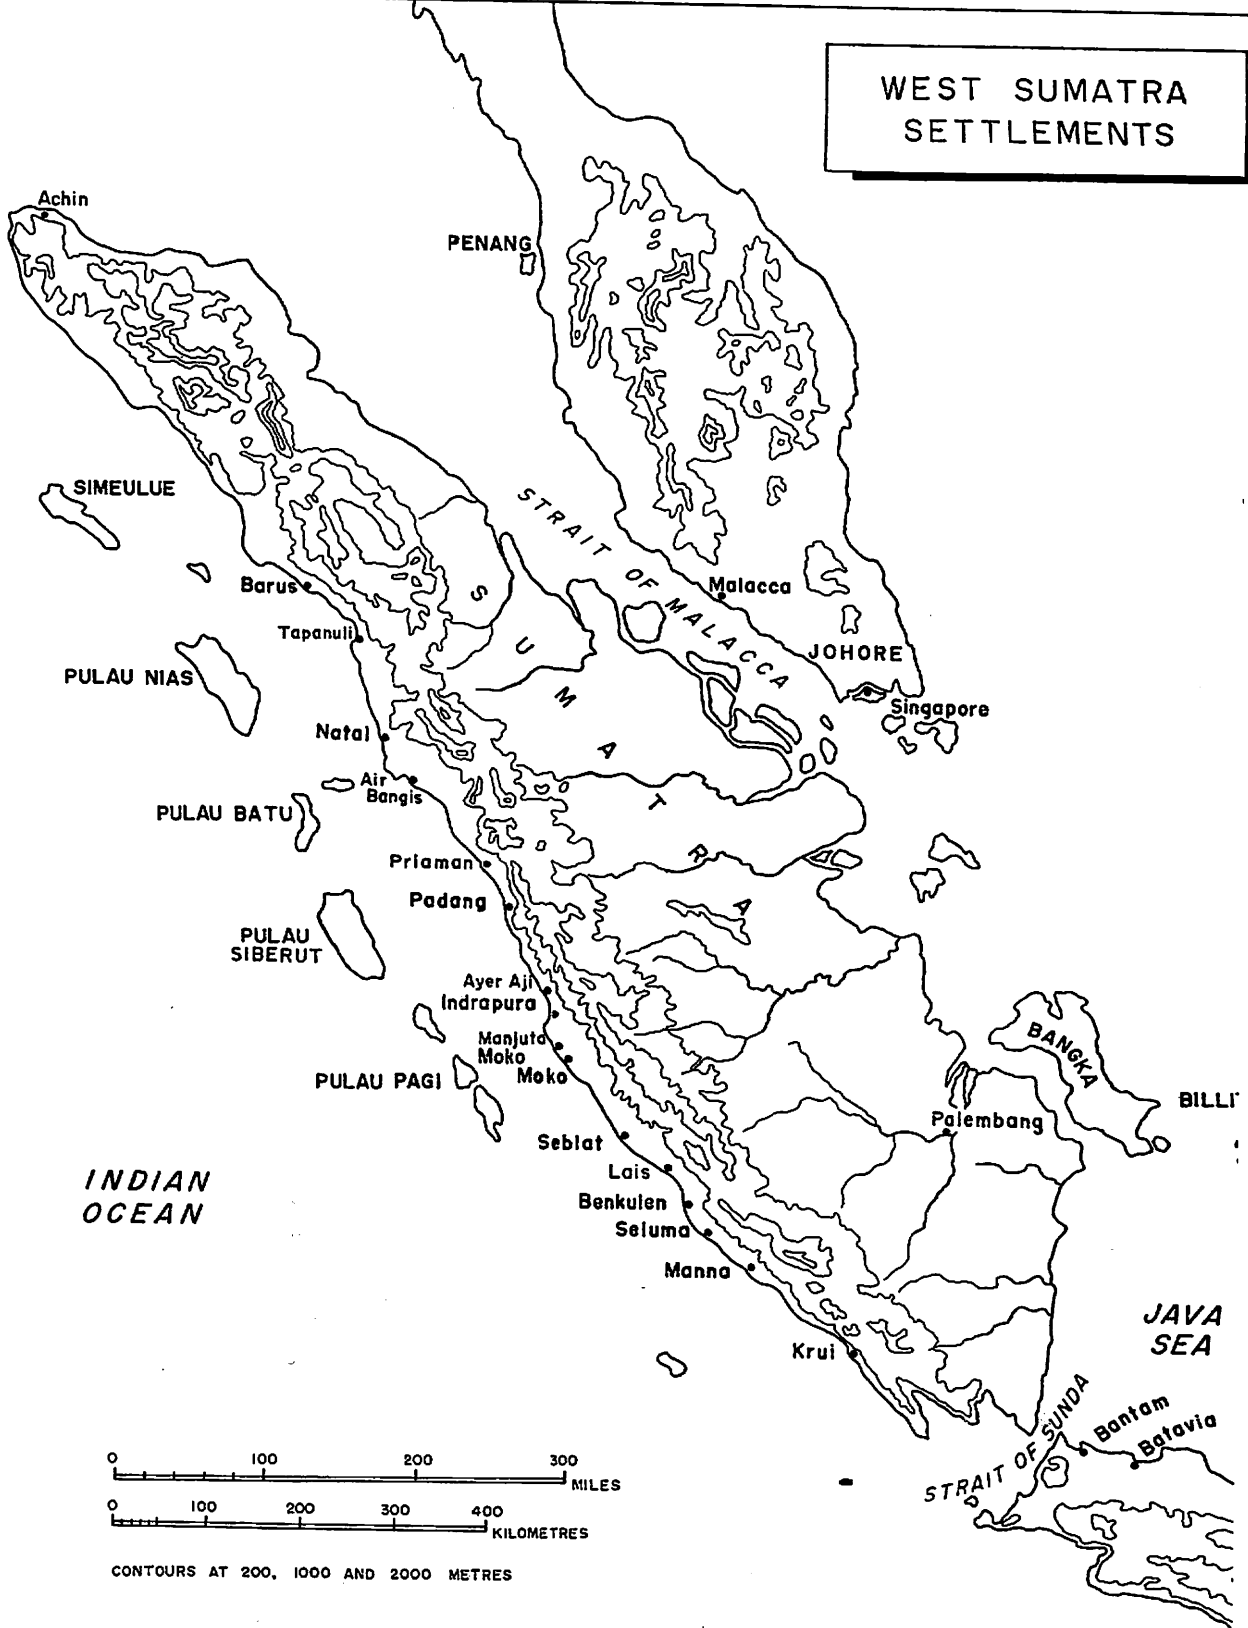 WEST SUMATRA
SETTLEMENTS
Achin
PENANG
SIMEULUE
STRAIT OF MALACCA
Barus
Malacca
SUMATRA
Tapanuli
JOHORE
PULAU NIAS
Singapore
Natal
Air
Bangis
PULAU BATU
Priaman
Padang
PULAU
SIBERUT
Ayer Aji
Indrapura
Manjuta
Moko
Moko
BANGKA
PULAU PAGI
BILLIT
Palembang
Seblat
Lais
INDIAN
OCEAN
Benkulen
Seluma
Manna
JAVA
SEA
Krui
Bantam
Batavia
STRAIT OF SUNDA
0 100 200 300
MILES
0 100 200 300 400
KILOMETRES
CONTOURS AT 200, 1000 AND 2000 METRES